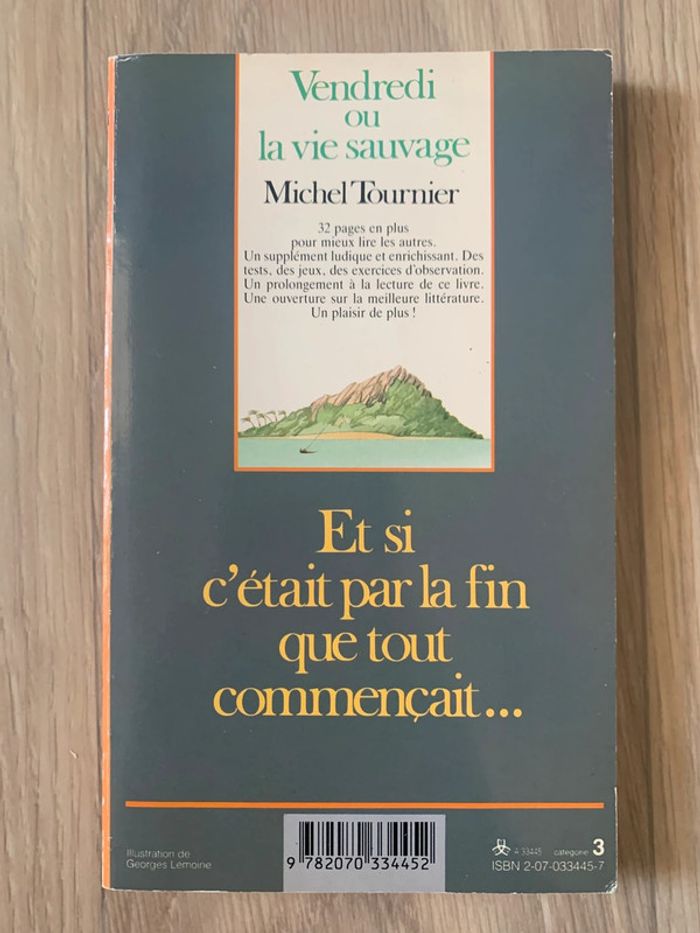 Vendredi
ou
la vie sauvage
Michel Tournier
32 pages en plus
pour mieux lire les autres.
Un supplément ludique et enrichissant. Des
tests, des jeux, des exercices d'observation.
Un prolongement à la lecture de ce livre.
Une ouverture sur la meilleure littérature.
Un plaisir de plus !
Et si
c'était par la fin
que tout
commençait...
Illustration de
Georges Lemoine
9 782070 334452
A 33445 catégorie 3
ISBN 2-07-033445-7